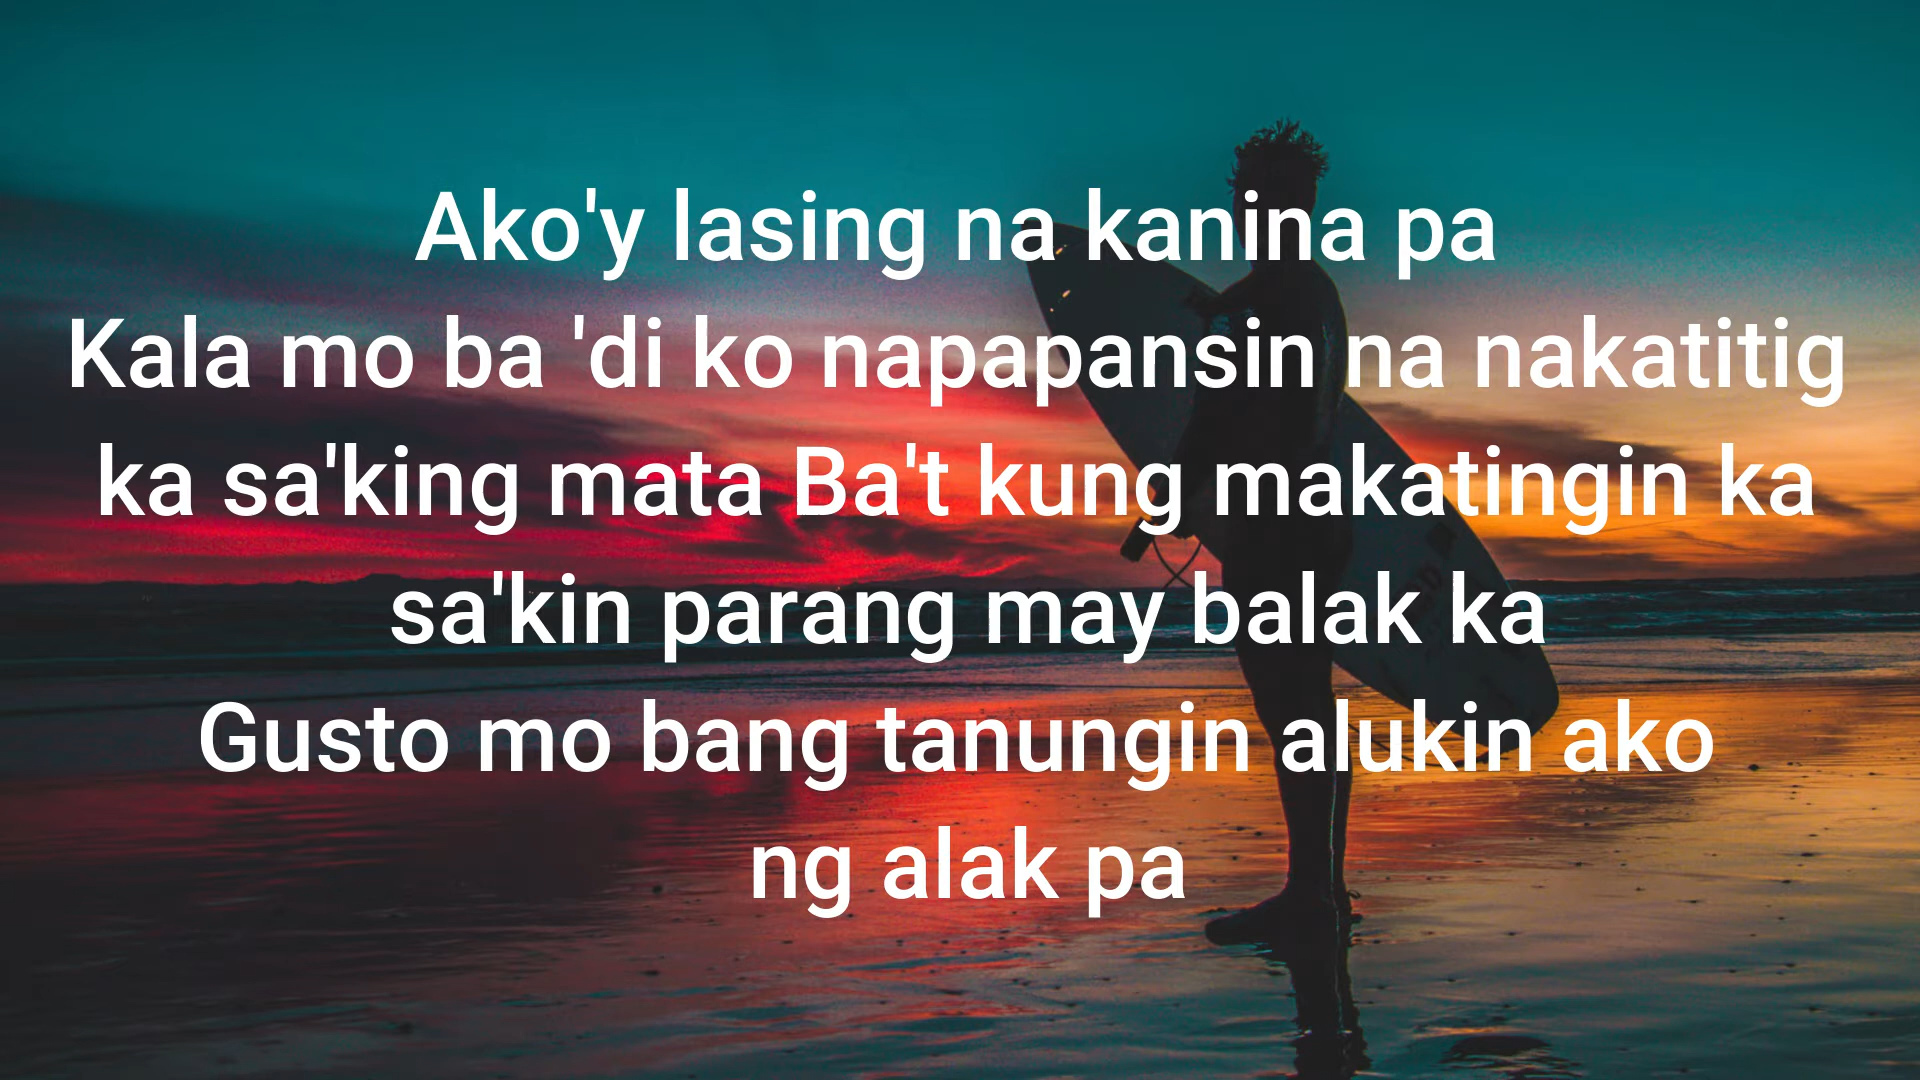 Ako'y lasing na kanina pa
Kala mo ba 'di ko napapansin na nakatitig
ka sa'king mata Ba't kung makatingin ka
sa'kin parang may balak ka
Gusto mo bang tanungin alukin ako
ng alak pa